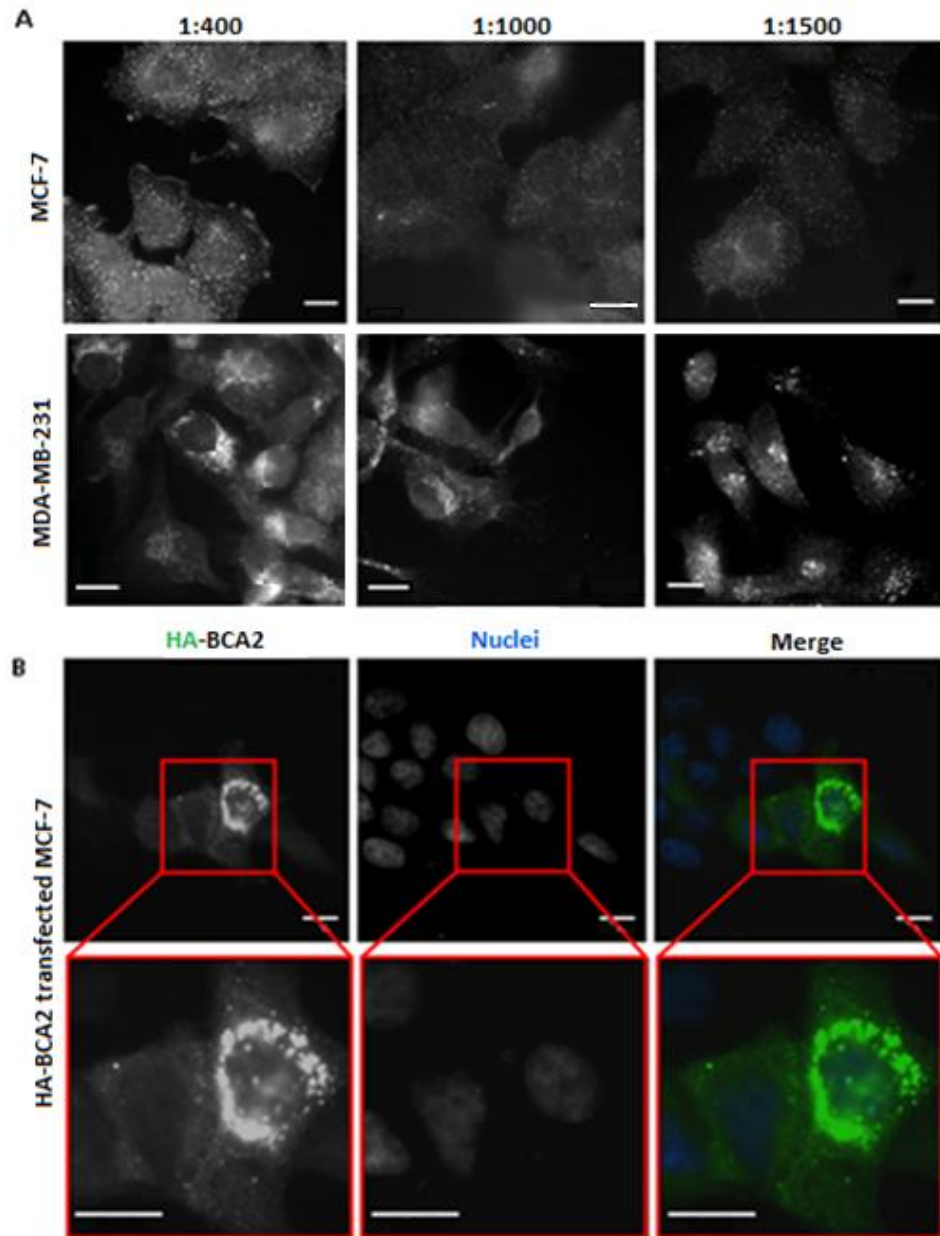 A
1:400 1:1000 1:1500
MCF-7
MDA-MB-231
B
HA-BCA2 Nuclei Merge
HA-BCA2 transfected MCF-7